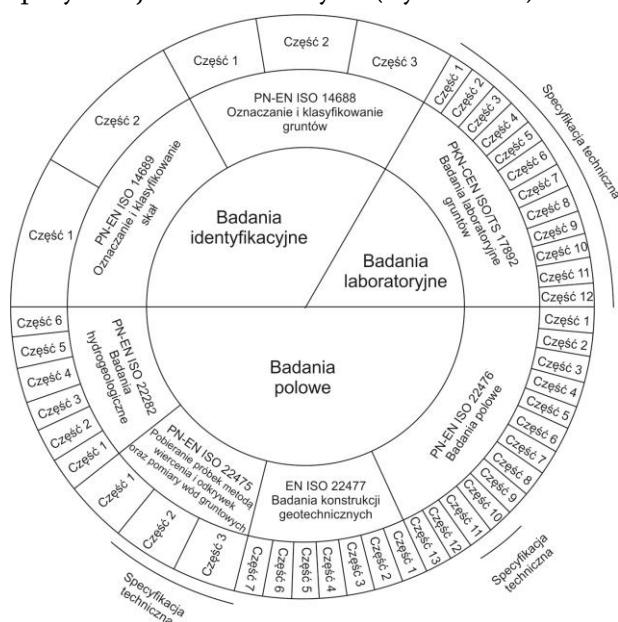 Część 1
Część 2
Część 3
PN-EN ISO 14688
Oznaczanie i klasyfikowanie
gruntów
Część 1
Część 2
PN-EN ISO 14689
Oznaczanie i klasyfikowanie
skał
Badania
identyfikacyjne
Badania
laboratoryjne
PKN-CEN ISO/TS 17892
Badania laboratoryjne
gruntów
Część 1
Część 2
Część 3
Część 4
Część 5
Część 6
Część 7
Część 8
Część 9
Część 10
Część 11
Część 12
Specyfikacja techniczna
Badania
polowe
PN-EN ISO 22476
Badania polowe
Część 1
Część 2
Część 3
Część 4
Część 5
Część 6
Część 7
Część 8
Część 9
Część 10
Część 11
Część 12
Część 13
Specyfikacja
techniczna
EN ISO 22477
Badania konstrukcji
geotechnicznych
Część 1
Część 2
Część 3
Część 4
Część 5
Część 6
Część 7
PN-EN ISO 22475
Pobieranie próbek metodą
wiercenia i odkrywek
oraz pomiary wód gruntowych
Część 3
Część 2
Część 1
Specyfikacja
techniczna
PN-EN ISO 22282
Badania
hydrogeologiczne
Część 1
Część 2
Część 3
Część 4
Część 5
Część 6